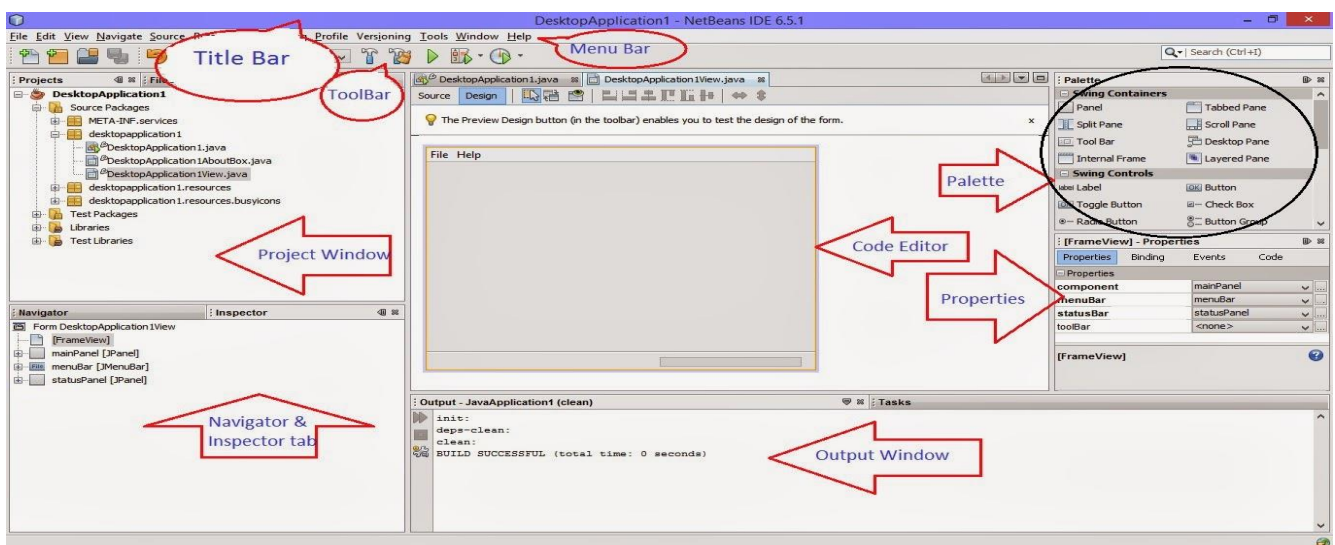 DesktopApplication1 - NetBeans IDE 6.5.1
File Edit View Navigate Source Profile Versioning Tools Window Help
Title Bar
Menu Bar
ToolBar
Search (Ctrl+I)
Projects
DesktopApplication1
Source Packages
META-INF.services
desktopapplication1
DesktopApplication1.java
DesktopApplication1AboutBox.java
DesktopApplication1View.java
desktopapplication1.resources
desktopapplication1.resources.busyicons
Test Packages
Libraries
Test Libraries
Project Window
Navigator Inspector
Form DesktopApplication1View
[FrameView]
mainPanel [JPanel]
menuBar [JMenuBar]
statusPanel [JPanel]
Navigator &
Inspector tab
DesktopApplication1.java DesktopApplication1View.java
Source Design
The Preview Design button (in the toolbar) enables you to test the design of the form. x
File Help
Code Editor
Output - JavaApplication1 (clean) Tasks
init:
deps-clean:
clean:
BUILD SUCCESSFUL (total time: 0 seconds)
Output Window
Palette
Swing Containers
Panel Tabbed Pane
Split Pane Scroll Pane
Tool Bar Desktop Pane
Internal Frame Layered Pane
Swing Controls
label Label OK Button
Toggle Button Check Box
Radio Button Button Group
Palette
[FrameView] - Properties
Properties Binding Events Code
Properties
component mainPanel ...
menuBar menuBar ...
statusBar statusPanel ...
toolBar <none> ...
[FrameView]
Properties